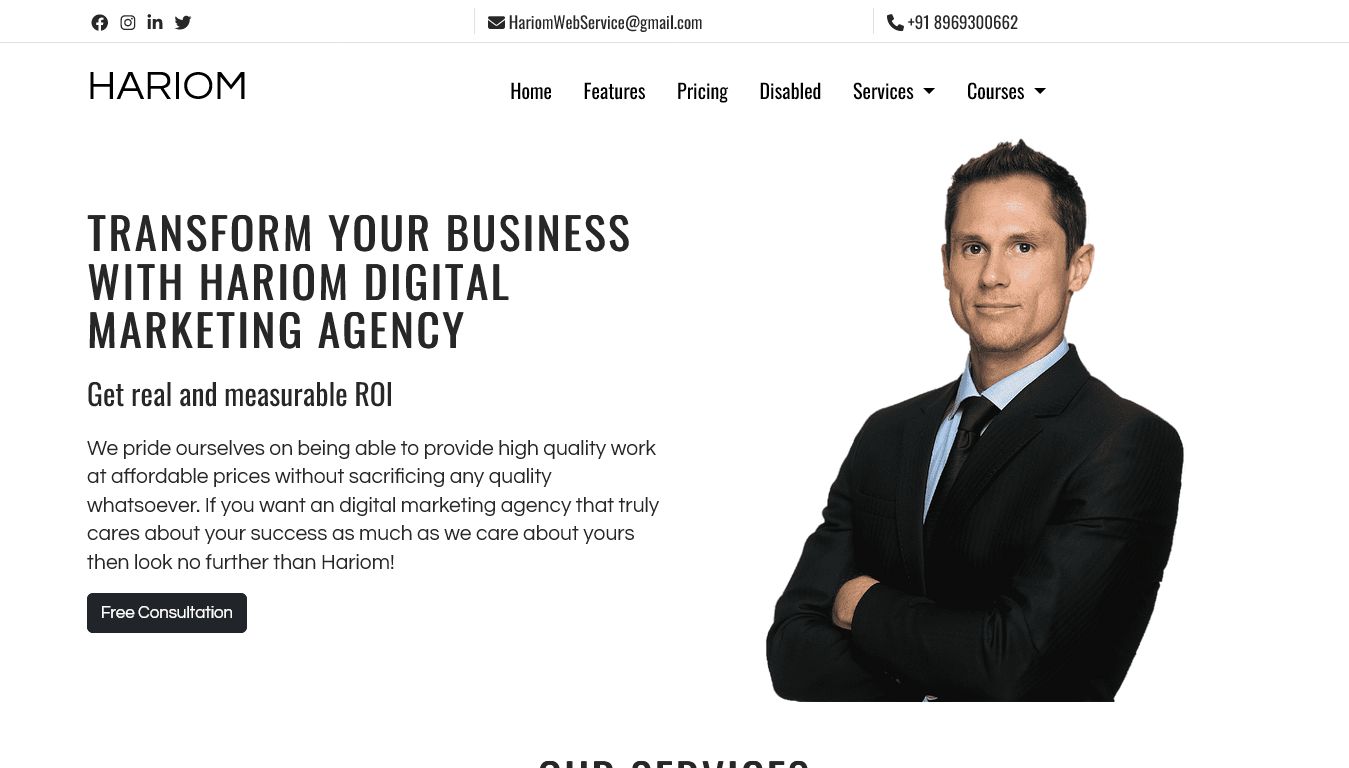 HariomWebService@gmail.com
+91 8969300662
HARIOM
Home Features Pricing Disabled Services Courses
TRANSFORM YOUR BUSINESS
WITH HARIOM DIGITAL
MARKETING AGENCY
Get real and measurable ROI
We pride ourselves on being able to provide high quality work
at affordable prices without sacrificing any quality
whatsoever. If you want an digital marketing agency that truly
cares about your success as much as we care about yours
then look no further than Hariom!
Free Consultation
OUR SERVICES